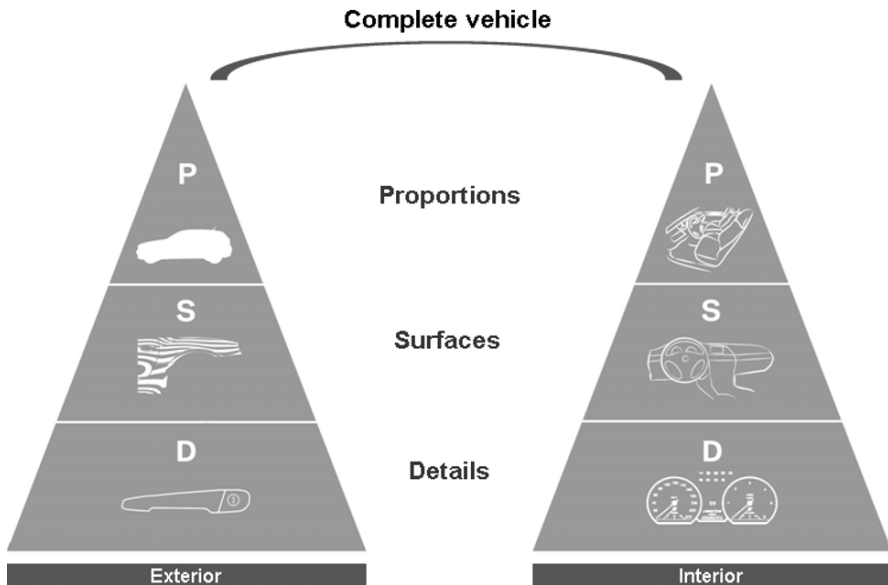 Complete vehicle
P
P
Proportions
S
S
Surfaces
D
D
Details
Exterior
Interior